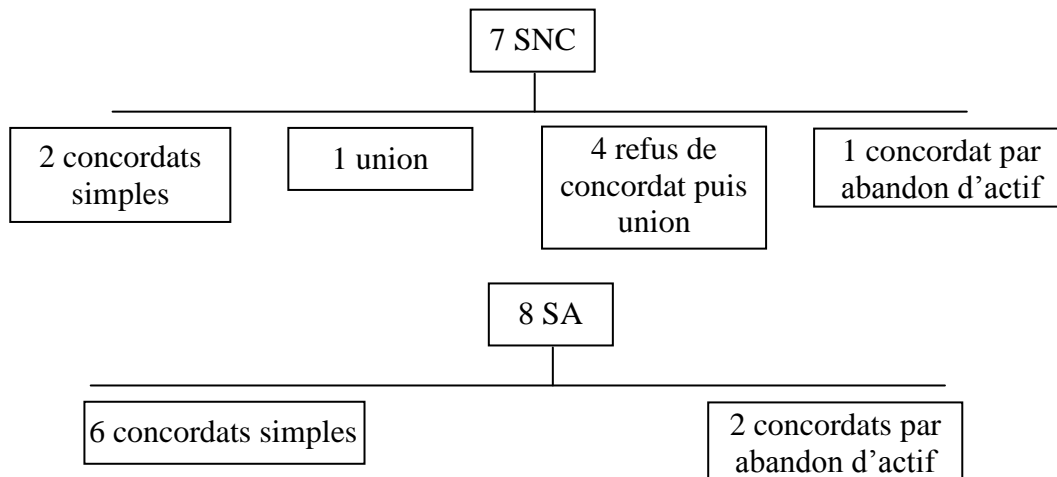 7 SNC
2 concordats
simples
1 union
4 refus de
concordat puis
union
1 concordat par
abandon d'actif
8 SA
6 concordats simples
2 concordats par
abandon d'actif